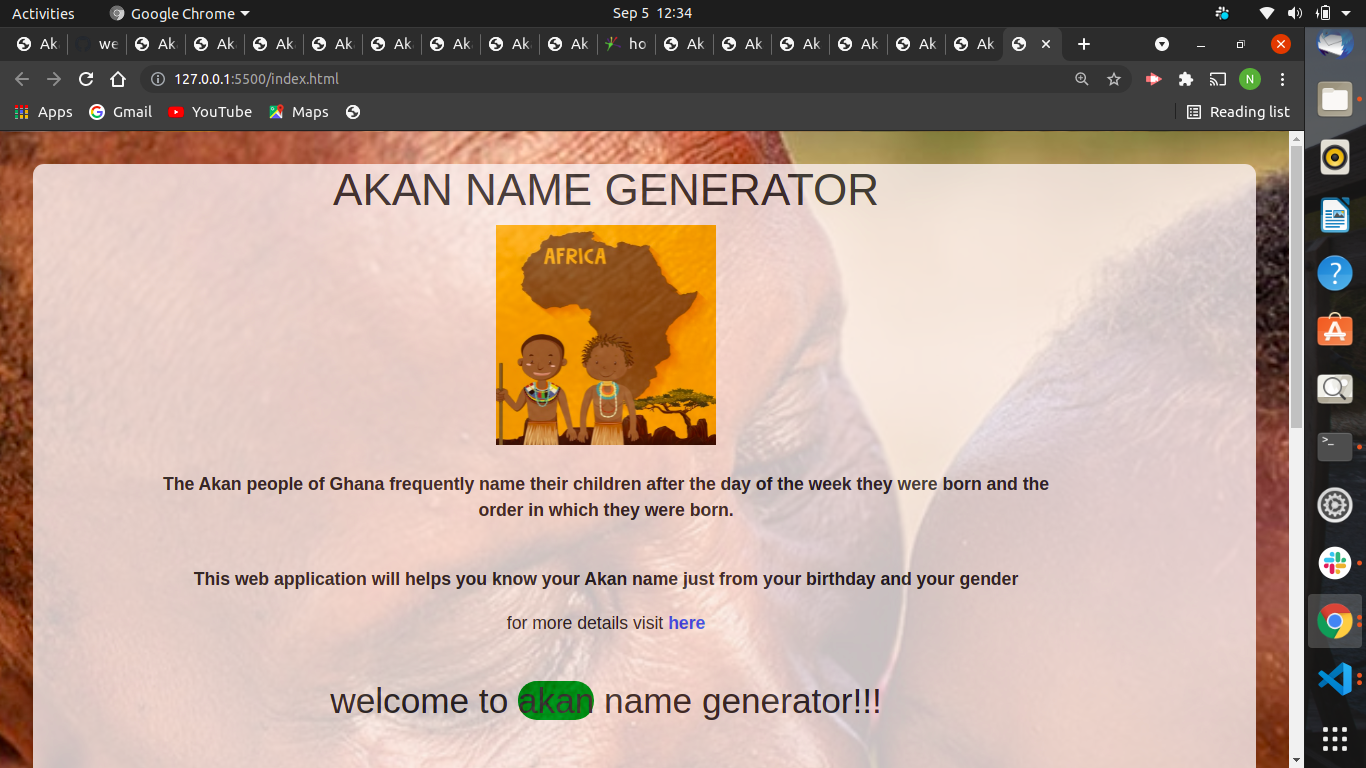 Activities
Google Chrome
Sep 5 12:34
Ak
we
Ak
Ak
Ak
Ak
Ak
Ak
Ak
Ak
ho
Ak
Ak
Ak
Ak
Ak
Ak
127.0.0.1:5500/index.html
N
Apps
Gmail
YouTube
Maps
Reading list
AKAN NAME GENERATOR
AFRICA
The Akan people of Ghana frequently name their children after the day of the week they were born and the
order in which they were born.
This web application will helps you know your Akan name just from your birthday and your gender
for more details visit here
welcome to akan name generator!!!